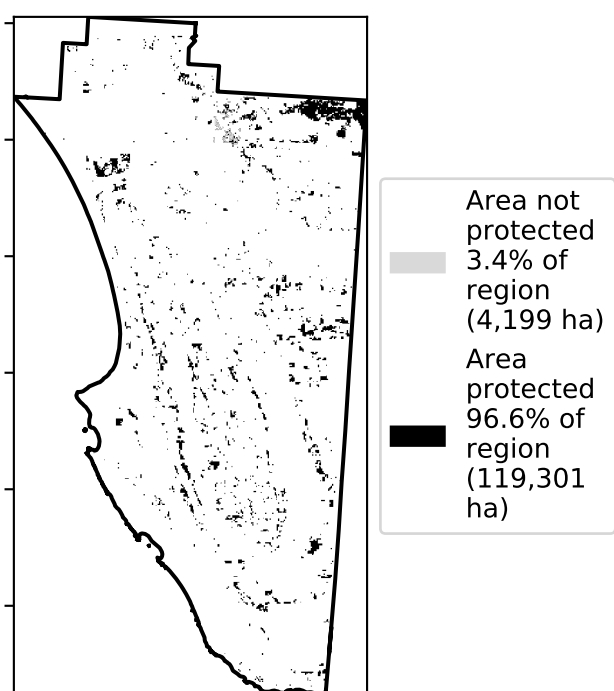 Area not
protected
3.4% of
region
(4,199 ha)
Area
protected
96.6% of
region
(119,301
ha)